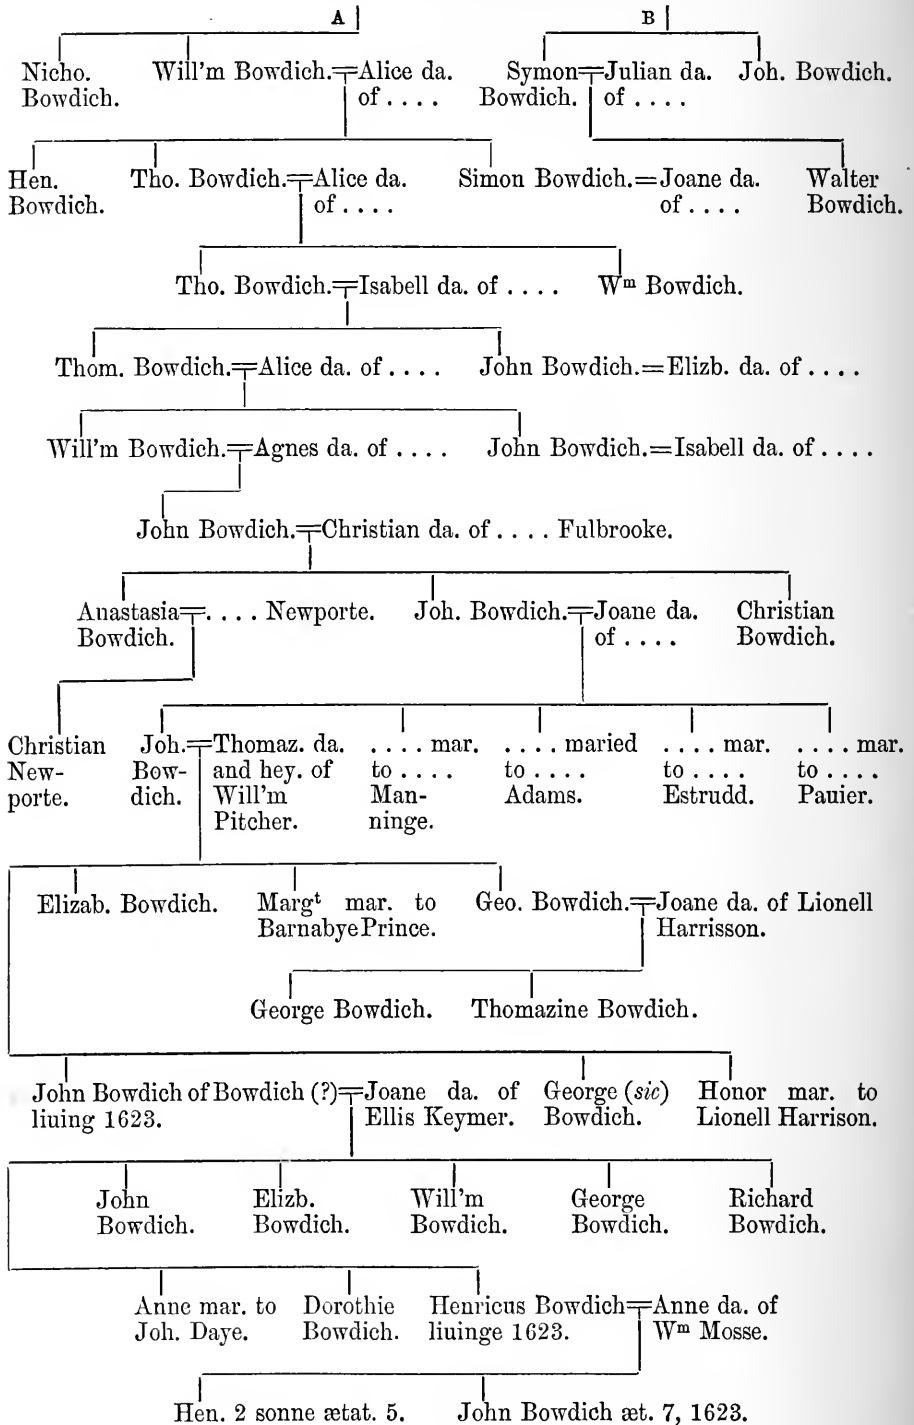 A | B |
Nicho. Will'm Bowdich.=Alice da. Symon=Julian da. Joh. Bowdich.
Bowdich. of . . . . Bowdich. of . . . .
Hen. Tho. Bowdich.=Alice da. Simon Bowdich.=Joane da. Walter
Bowdich. of . . . . of . . . . Bowdich.
Tho. Bowdich.=Isabell da. of . . . . Wᵐ Bowdich.
Thom. Bowdich.=Alice da. of . . . . John Bowdich.=Elizb. da. of . . . .
Will'm Bowdich.=Agnes da. of . . . . John Bowdich.=Isabell da. of . . . .
John Bowdich.=Christian da. of . . . . Fulbrooke.
Anastasia=. . . . Newporte. Joh. Bowdich.=Joane da. Christian
Bowdich. of . . . . Bowdich.
Christian Joh.=Thomaz. da. . . . . mar. . . . . maried . . . . mar. . . . . mar.
New- Bow- and hey. of to . . . . to . . . . to . . . . to . . . .
porte. dich. Will'm Man- Adams. Estrudd. Pauier.
Pitcher. ninge.
Elizab. Bowdich. Margᵗ mar. to Geo. Bowdich.=Joane da. of Lionell
Barnabye Prince. Harrisson.
George Bowdich. Thomazine Bowdich.
John Bowdich of Bowdich (?)=Joane da. of George (sic) Honor mar. to
liuing 1623. Ellis Keymer. Bowdich. Lionell Harrison.
John Elizb. Will'm George Richard
Bowdich. Bowdich. Bowdich. Bowdich. Bowdich.
Anne mar. to Dorothie Henricus Bowdich=Anne da. of
Joh. Daye. Bowdich. liuinge 1623. Wᵐ Mosse.
Hen. 2 sonne ætat. 5. John Bowdich æt. 7, 1623.